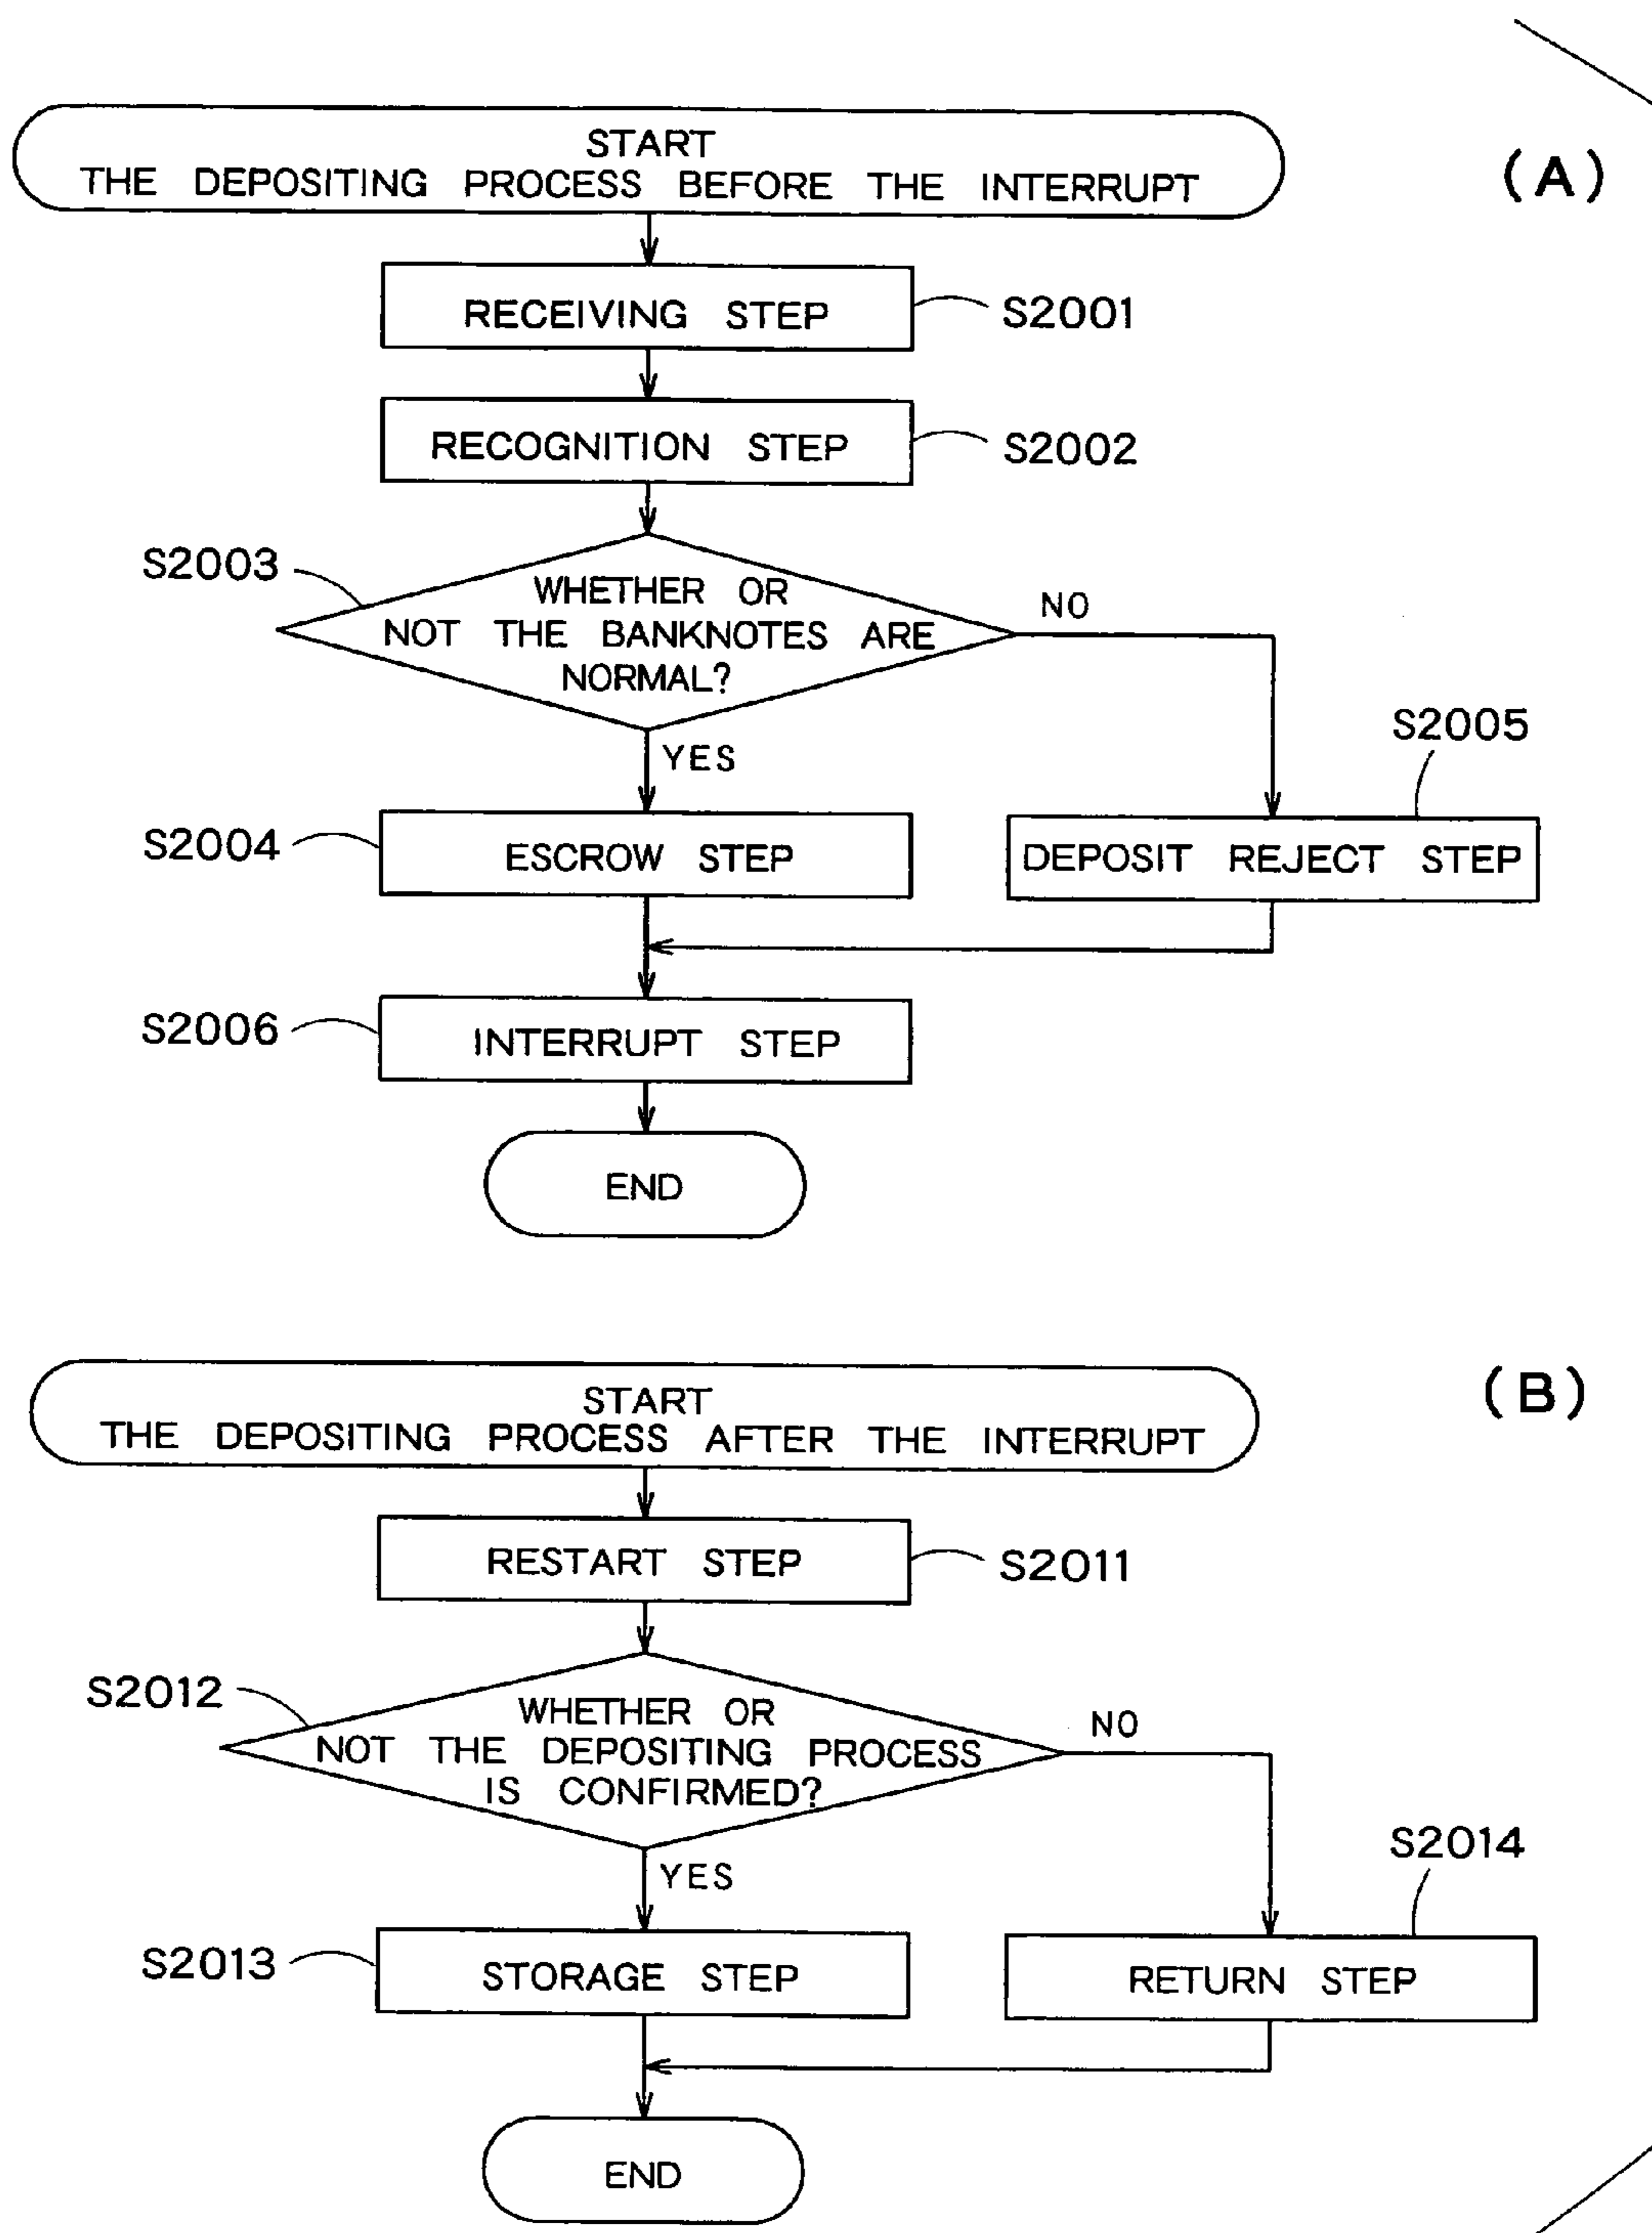 START
THE DEPOSITING PROCESS BEFORE THE INTERRUPT
(A)
RECEIVING STEP
S2001
RECOGNITION STEP
S2002
S2003
WHETHER OR
NOT THE BANKNOTES ARE
NORMAL?
NO
YES
S2005
S2004
ESCROW STEP
DEPOSIT REJECT STEP
S2006
INTERRUPT STEP
END
START
THE DEPOSITING PROCESS AFTER THE INTERRUPT
(B)
RESTART STEP
S2011
S2012
WHETHER OR
NOT THE DEPOSITING PROCESS
IS CONFIRMED?
NO
YES
S2014
S2013
STORAGE STEP
RETURN STEP
END